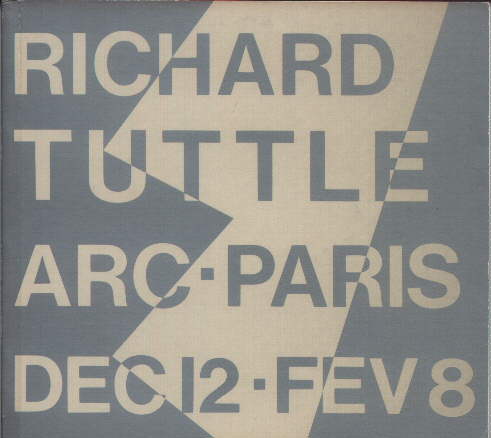 RICHARD
TUTTLE
ARC·PARIS
DEC 12·FEV 8